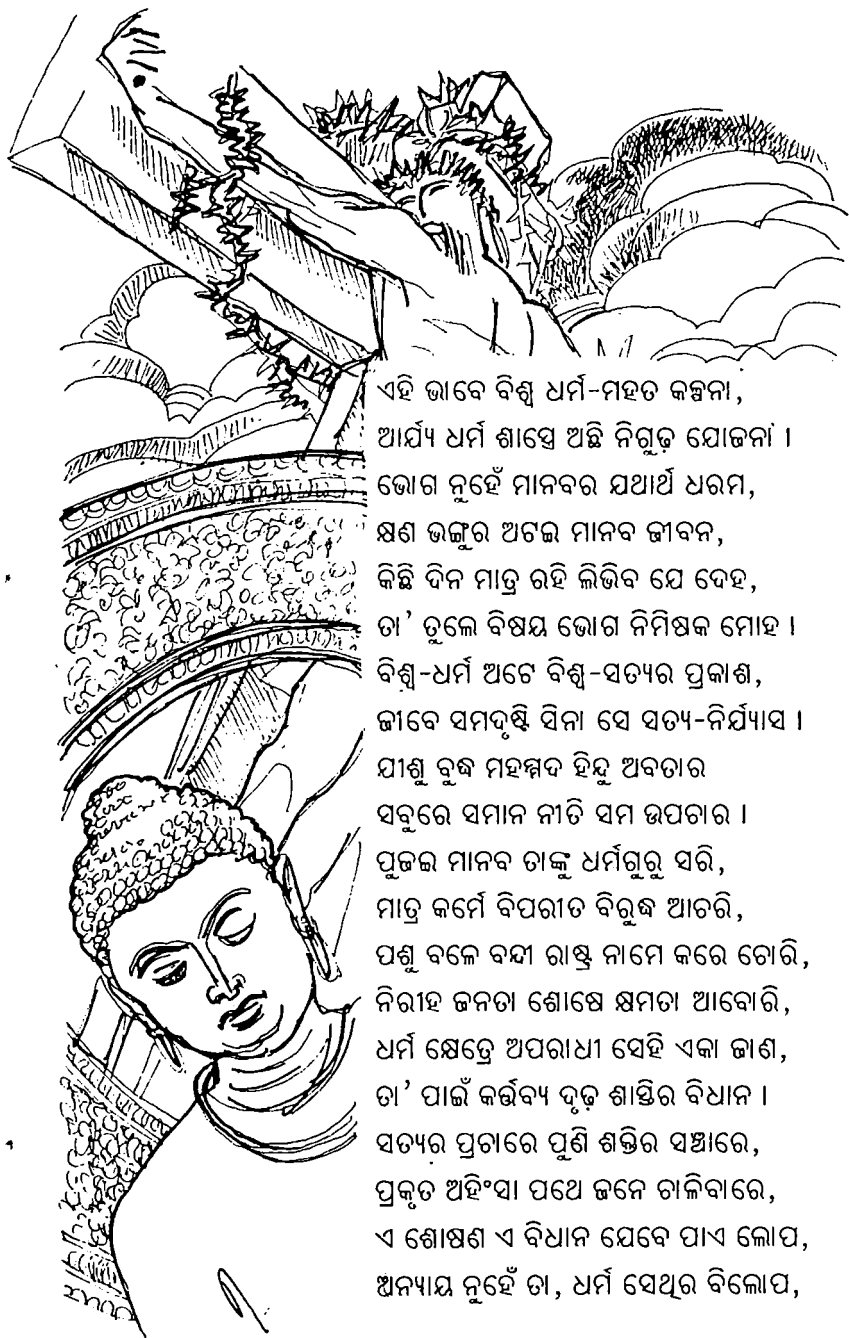 ଏହି ଭାବେ ବିଶ୍ୱ ଧର୍ମ-ମହତ କଳ୍ପନା,
ଆର୍ଯ୍ୟ ଧର୍ମ ଶାସ୍ତ୍ରେ ଅଛି ନିଗୁଢ଼ ଯୋଜନା ।
ଭୋଗ ନୁହେଁ ମାନବର ଯଥାର୍ଥ ଧରମ,
କ୍ଷଣ ଭଙ୍ଗୁର ଅଟଇ ମାନବ ଜୀବନ,
କିଛି ଦିନ ମାତ୍ର ରହି ଲିଭିବ ଯେ ଦେହ,
ତା’ ତୁଲେ ବିଷୟ ଭୋଗ ନିମିଷକ ମୋହ ।
ବିଶ୍ୱ-ଧର୍ମ ଅଟେ ବିଶ୍ୱ-ସତ୍ୟର ପ୍ରକାଶ,
ଜୀବେ ସମଦୃଷ୍ଟି ସିନା ସେ ସତ୍ୟ-ନିର୍ଯ୍ୟାସ ।
ଯୀଶୁ ବୁଦ୍ଧ ମହମ୍ମଦ ହିନ୍ଦୁ ଅବତାର
ସବୁରେ ସମାନ ନୀତି ସମ ଉପଚାର ।
ପୁଜଇ ମାନବ ତାଙ୍କୁ ଧର୍ମଗୁରୁ ସରି,
ମାତ୍ର କର୍ମେ ବିପରୀତ ବିରୁଦ୍ଧ ଆଚରି,
ପଶୁ ବଳେ ବନ୍ଦୀ ରାଷ୍ଟ୍ର ନାମେ କରେ ଚୋରି,
ନିରୀହ ଜନତା ଶୋଷେ କ୍ଷମତା ଆବୋରି,
ଧର୍ମ କ୍ଷେତ୍ରେ ଅପରାଧୀ ସେହି ଏକା ଜାଣ,
ତା’ ପାଇଁ କର୍ତ୍ତବ୍ୟ ଦୃଢ଼ ଶାସ୍ତିର ବିଧାନ ।
ସତ୍ୟର ପ୍ରଚାରେ ପୁଣି ଶକ୍ତିର ସଞ୍ଚାରେ,
ପ୍ରକୃତ ଅହିଂସା ପଥେ ଜନେ ଚାଳିବାରେ,
ଏ ଶୋଷଣ ଏ ବିଧାନ ଯେବେ ପାଏ ଲୋପ,
ଅନ୍ୟାୟ ନୁହେଁ ତା, ଧର୍ମ ସେଥିର ବିଲୋପ,